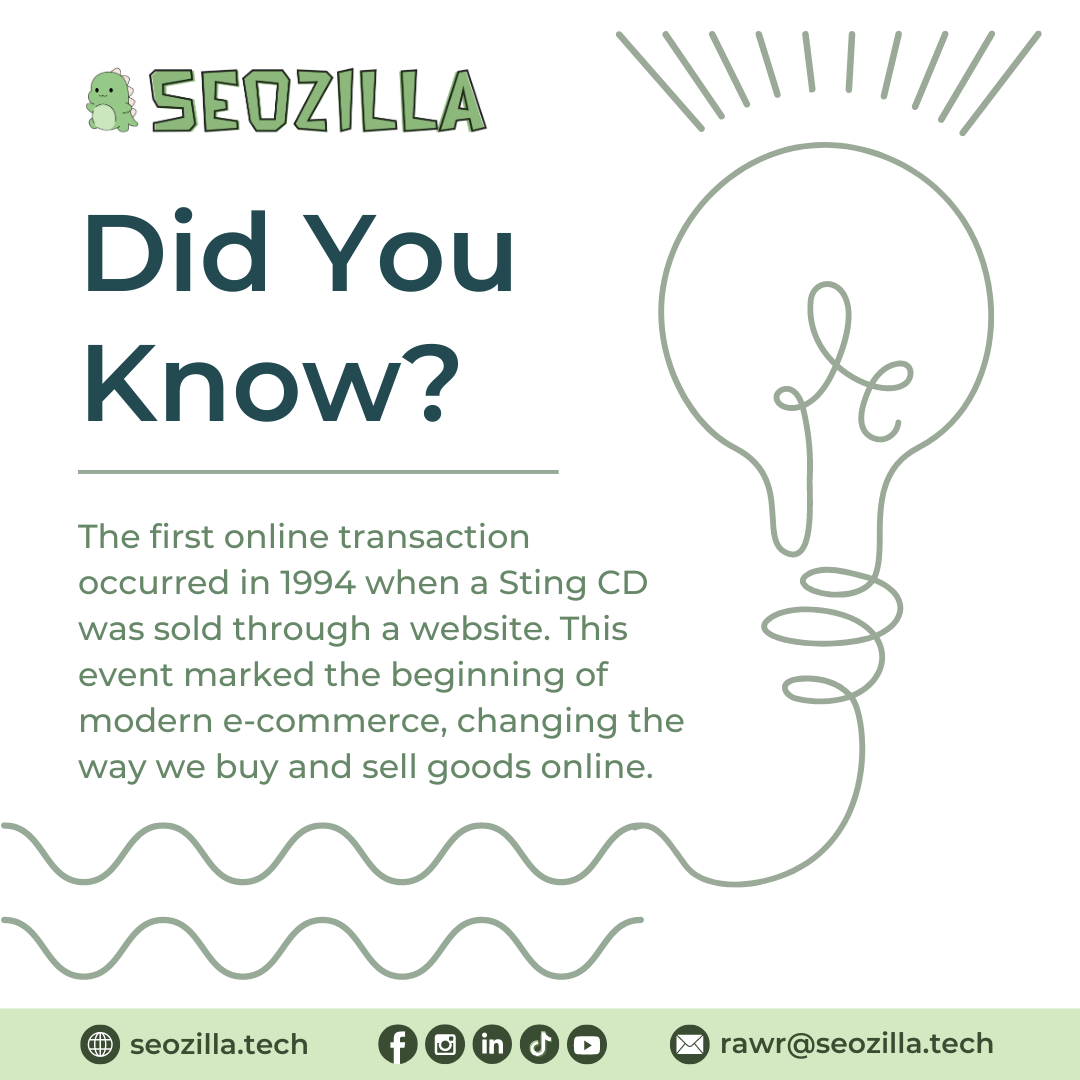 SEOZILLA
Did You
Know?
The first online transaction
occurred in 1994 when a Sting CD
was sold through a website. This
event marked the beginning of
modern e-commerce, changing the
way we buy and sell goods online.
seozilla.tech
rawr@seozilla.tech